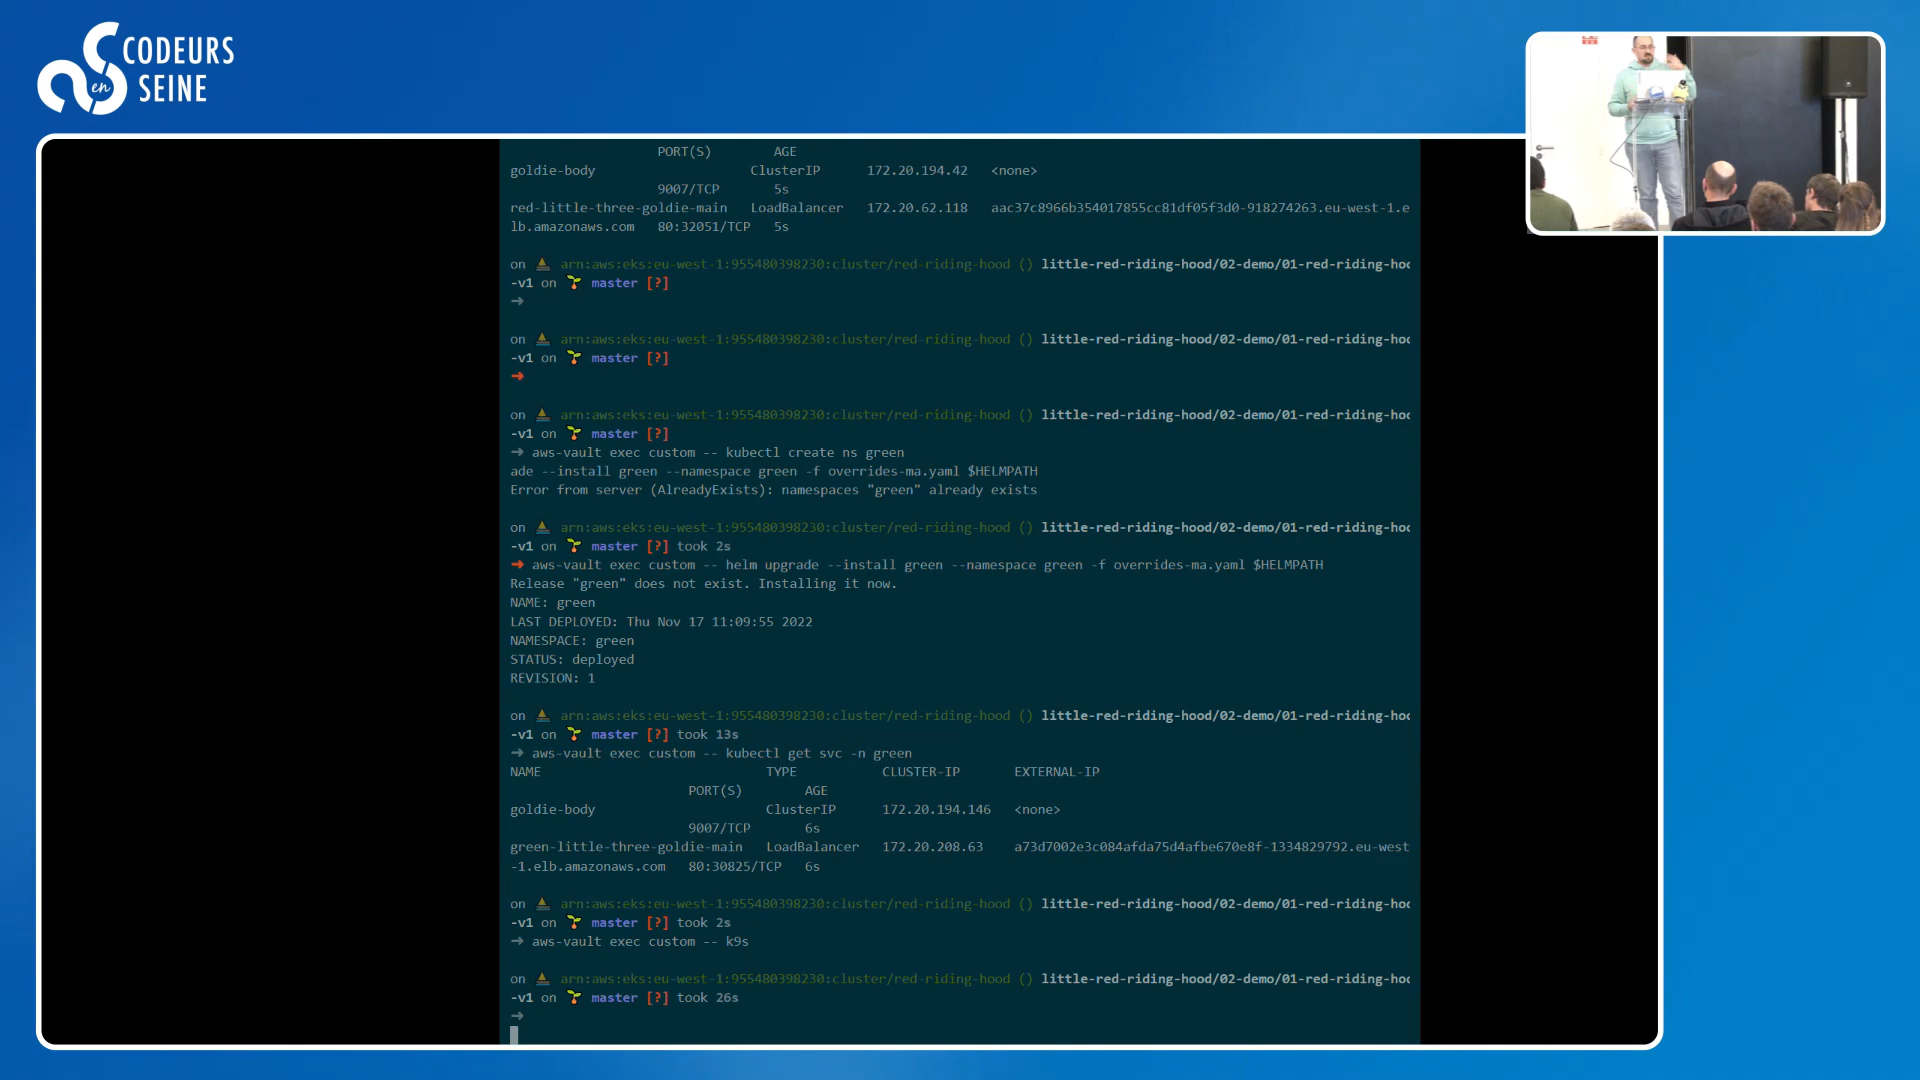 CODEURS
en
SEINE
PORT(S) AGE
goldie-body ClusterIP 172.20.194.42 <none>
9007/TCP 5s
red-little-three-goldie-main LoadBalancer 172.20.62.118 aac37c8966b354017855cc81df05f3d0-918274263.eu-west-1.e
lb.amazonaws.com 80:32051/TCP 5s
on arn:aws:eks:eu-west-1:955480398230:cluster/red-riding-hood () little-red-riding-hood/02-demo/01-red-riding-hoo
-v1 on master [?]
→
on arn:aws:eks:eu-west-1:955480398230:cluster/red-riding-hood () little-red-riding-hood/02-demo/01-red-riding-hoo
-v1 on master [?]
→
on arn:aws:eks:eu-west-1:955480398230:cluster/red-riding-hood () little-red-riding-hood/02-demo/01-red-riding-hoo
-v1 on master [?]
→ aws-vault exec custom -- kubectl create ns green
ade --install green --namespace green -f overrides-ma.yaml $HELMPATH
Error from server (AlreadyExists): namespaces "green" already exists
on arn:aws:eks:eu-west-1:955480398230:cluster/red-riding-hood () little-red-riding-hood/02-demo/01-red-riding-hoo
-v1 on master [?] took 2s
→ aws-vault exec custom -- helm upgrade --install green --namespace green -f overrides-ma.yaml $HELMPATH
Release "green" does not exist. Installing it now.
NAME: green
LAST DEPLOYED: Thu Nov 17 11:09:55 2022
NAMESPACE: green
STATUS: deployed
REVISION: 1
on arn:aws:eks:eu-west-1:955480398230:cluster/red-riding-hood () little-red-riding-hood/02-demo/01-red-riding-hoo
-v1 on master [?] took 13s
→ aws-vault exec custom -- kubectl get svc -n green
NAME TYPE CLUSTER-IP EXTERNAL-IP
PORT(S) AGE
goldie-body ClusterIP 172.20.194.146 <none>
9007/TCP 6s
green-little-three-goldie-main LoadBalancer 172.20.208.63 a73d7002e3c084afda75d4afbe670e8f-1334829792.eu-west
-1.elb.amazonaws.com 80:30825/TCP 6s
on arn:aws:eks:eu-west-1:955480398230:cluster/red-riding-hood () little-red-riding-hood/02-demo/01-red-riding-hoo
-v1 on master [?] took 2s
→ aws-vault exec custom -- k9s
on arn:aws:eks:eu-west-1:955480398230:cluster/red-riding-hood () little-red-riding-hood/02-demo/01-red-riding-hoo
-v1 on master [?] took 26s
→